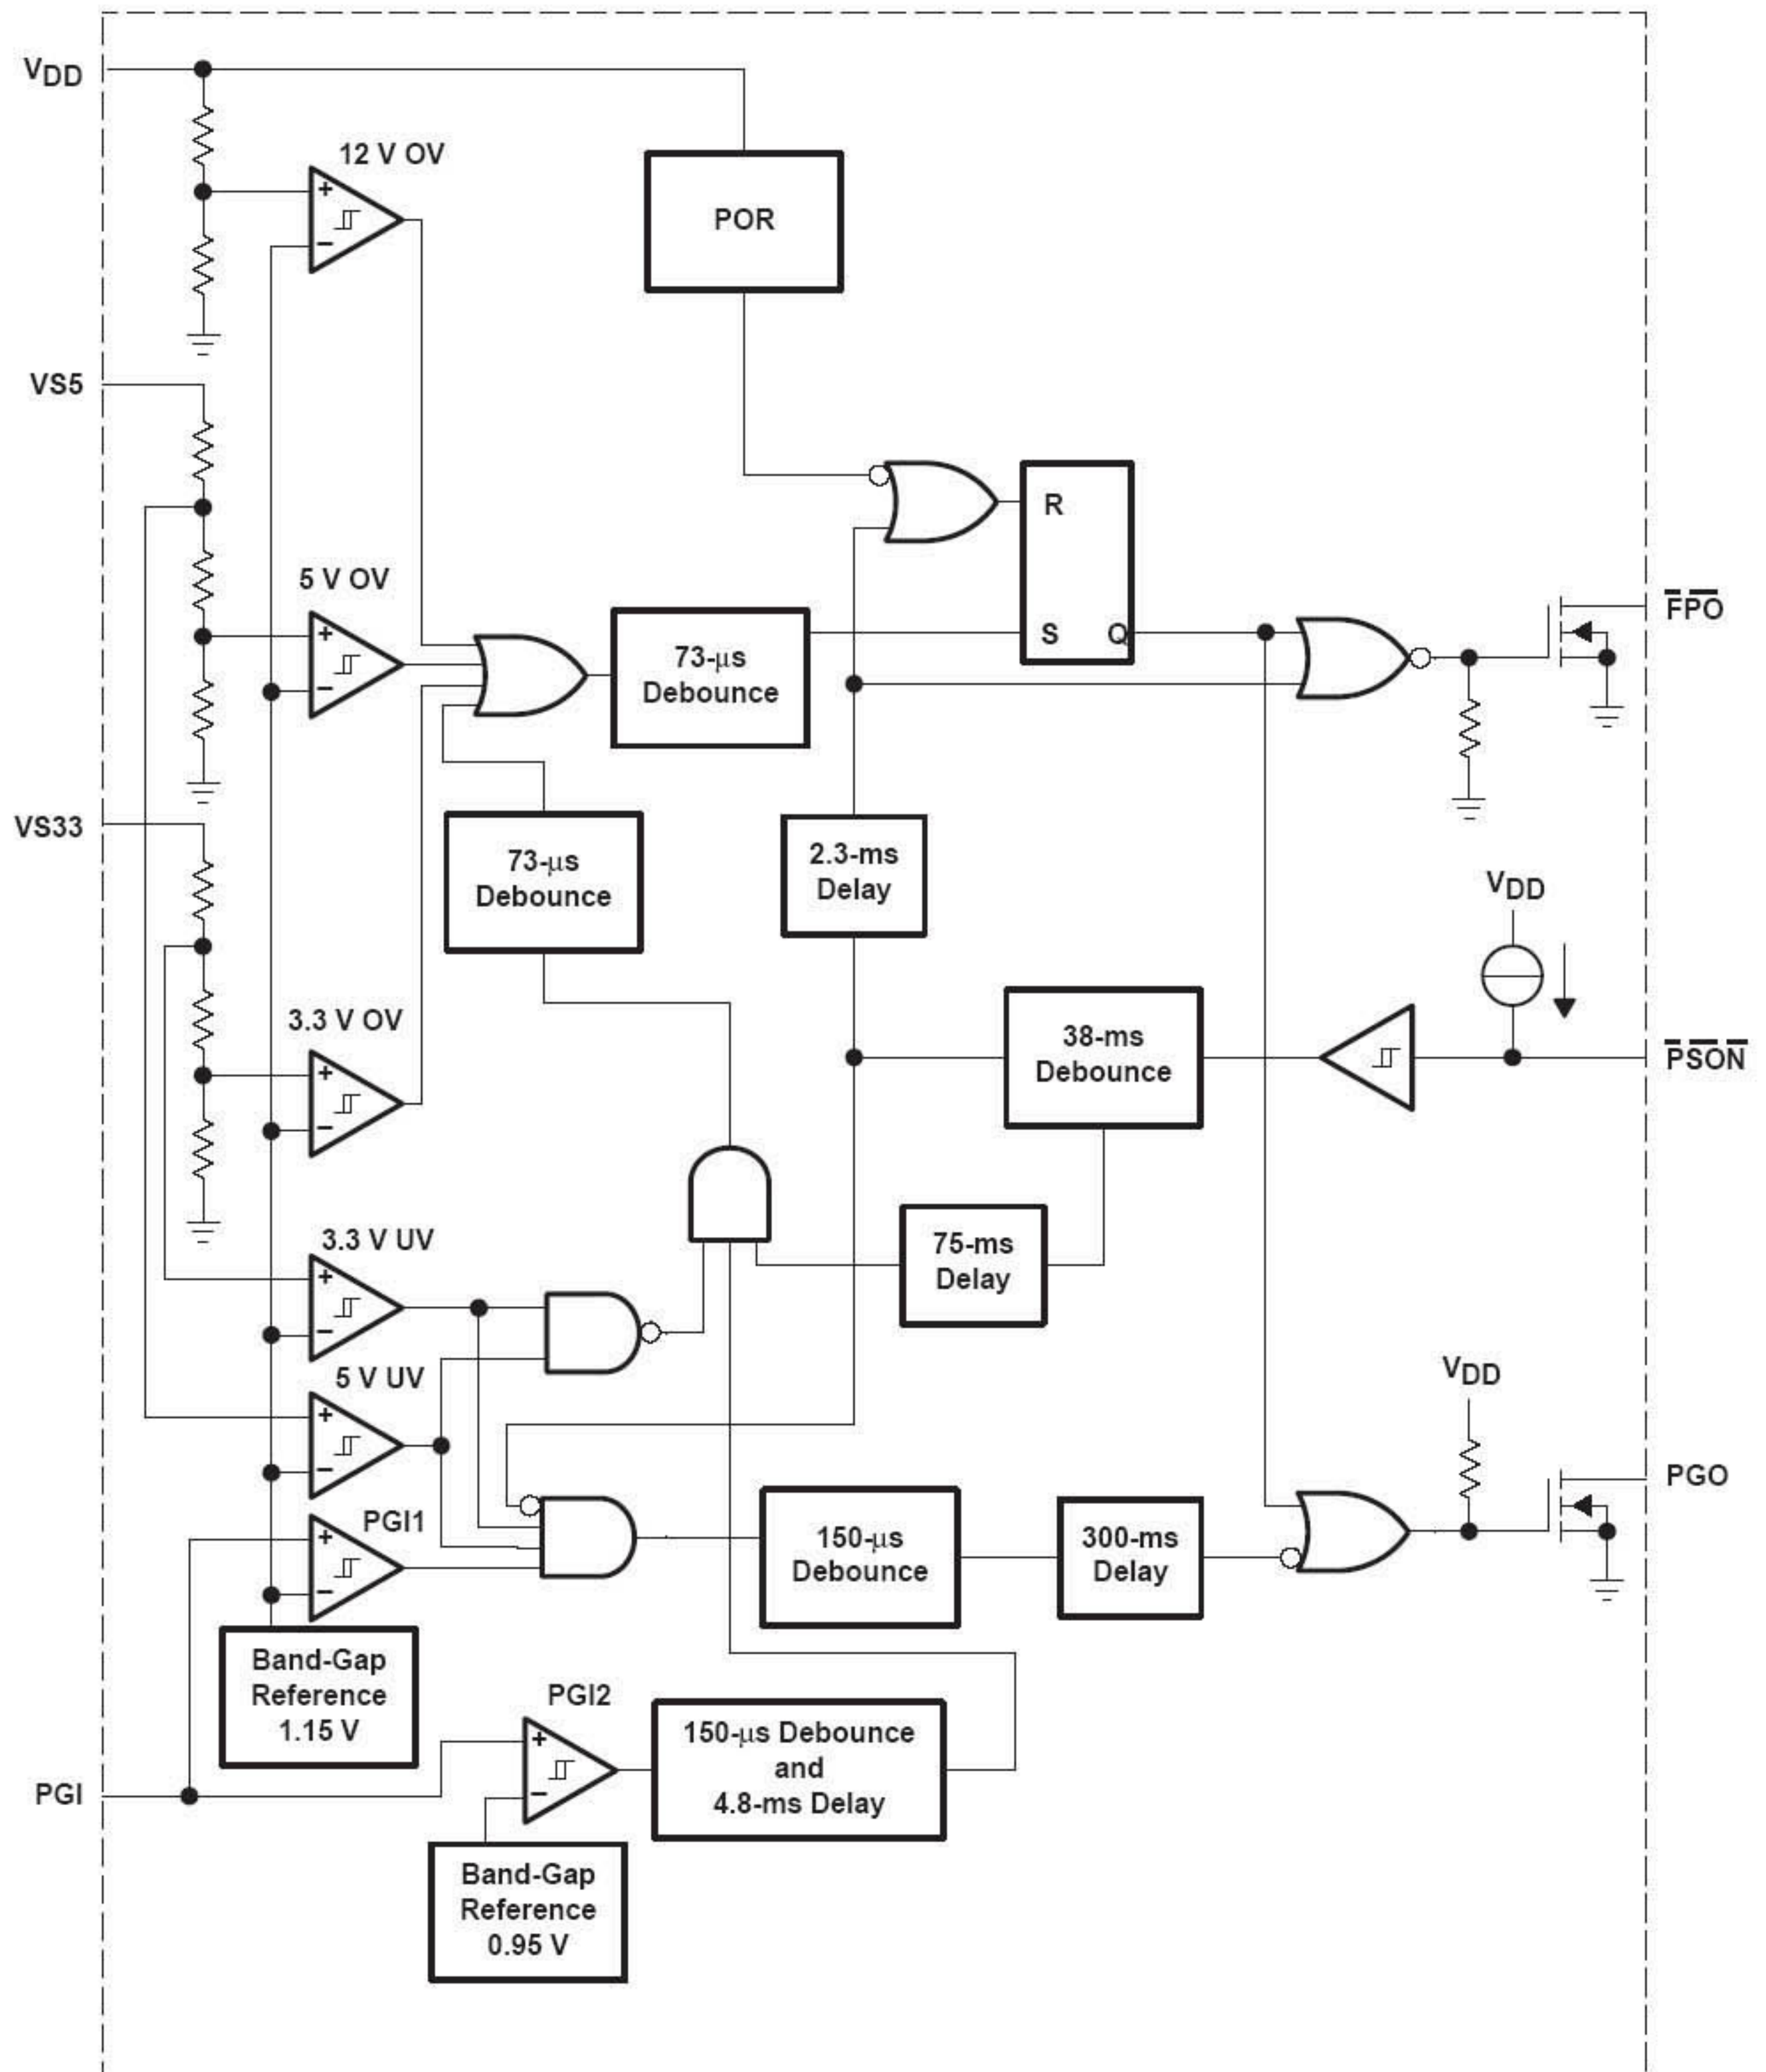 VDD
12 V OV
+
−
POR
VS5
5 V OV
+
−
73-μs
Debounce
R
S Q
FPO
VS33
73-μs
Debounce
2.3-ms
Delay
VDD
3.3 V OV
+
−
38-ms
Debounce
PSON
3.3 V UV
+
−
75-ms
Delay
5 V UV
+
−
VDD
PGI1
+
−
150-μs
Debounce
300-ms
Delay
PGO
Band-Gap
Reference
1.15 V
PGI2
+
−
150-μs Debounce
and
4.8-ms Delay
PGI
Band-Gap
Reference
0.95 V